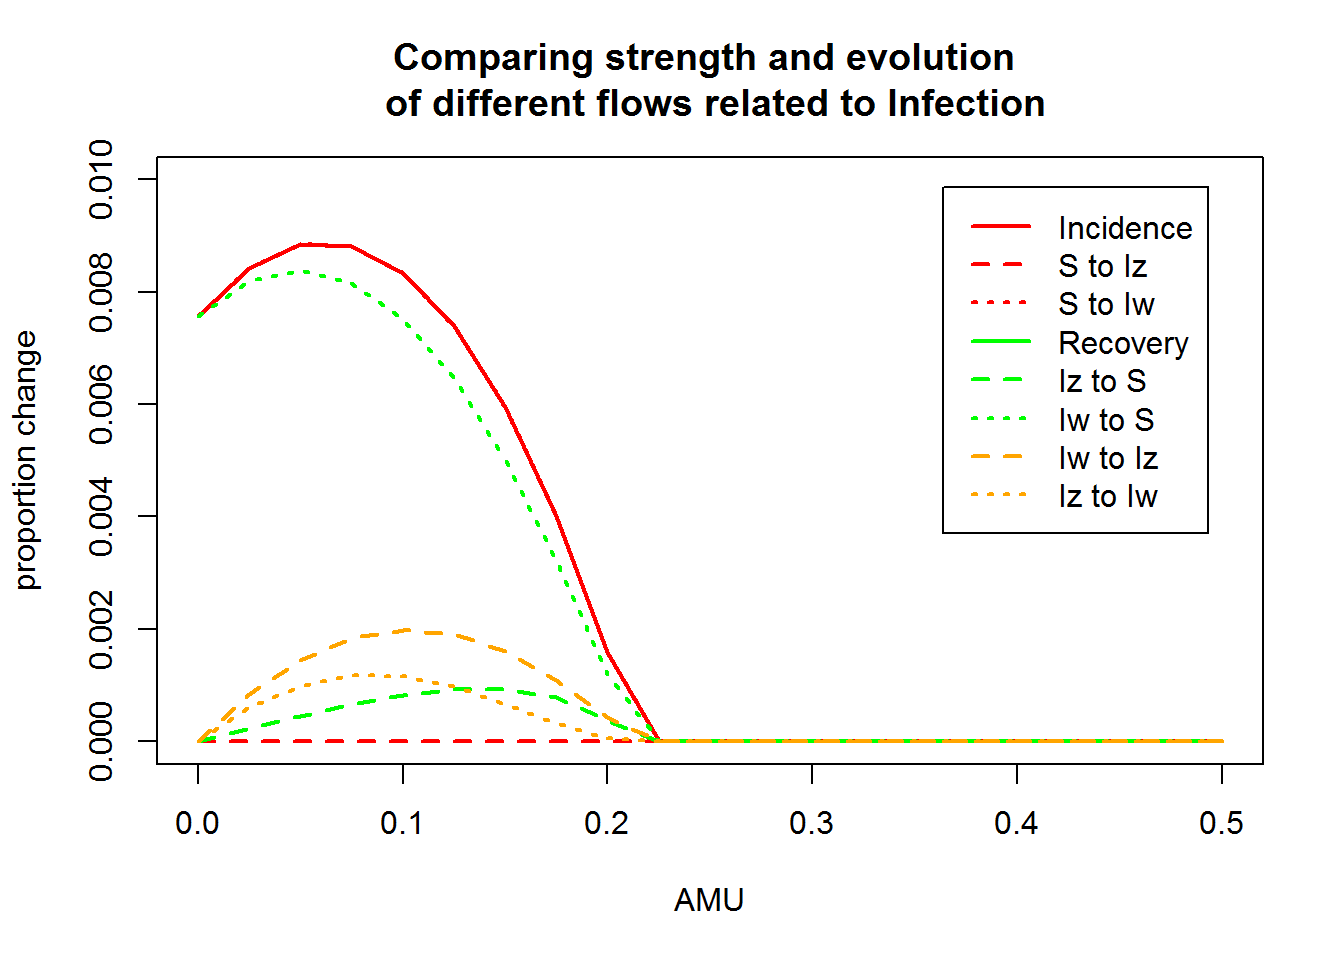 Comparing strength and evolution
of different flows related to Infection
proportion change
0.010
0.008
0.006
0.004
0.002
0.000
Incidence
S to Iz
S to Iw
Recovery
Iz to S
Iw to S
Iw to Iz
Iz to Iw
0.0 0.1 0.2 0.3 0.4 0.5
AMU